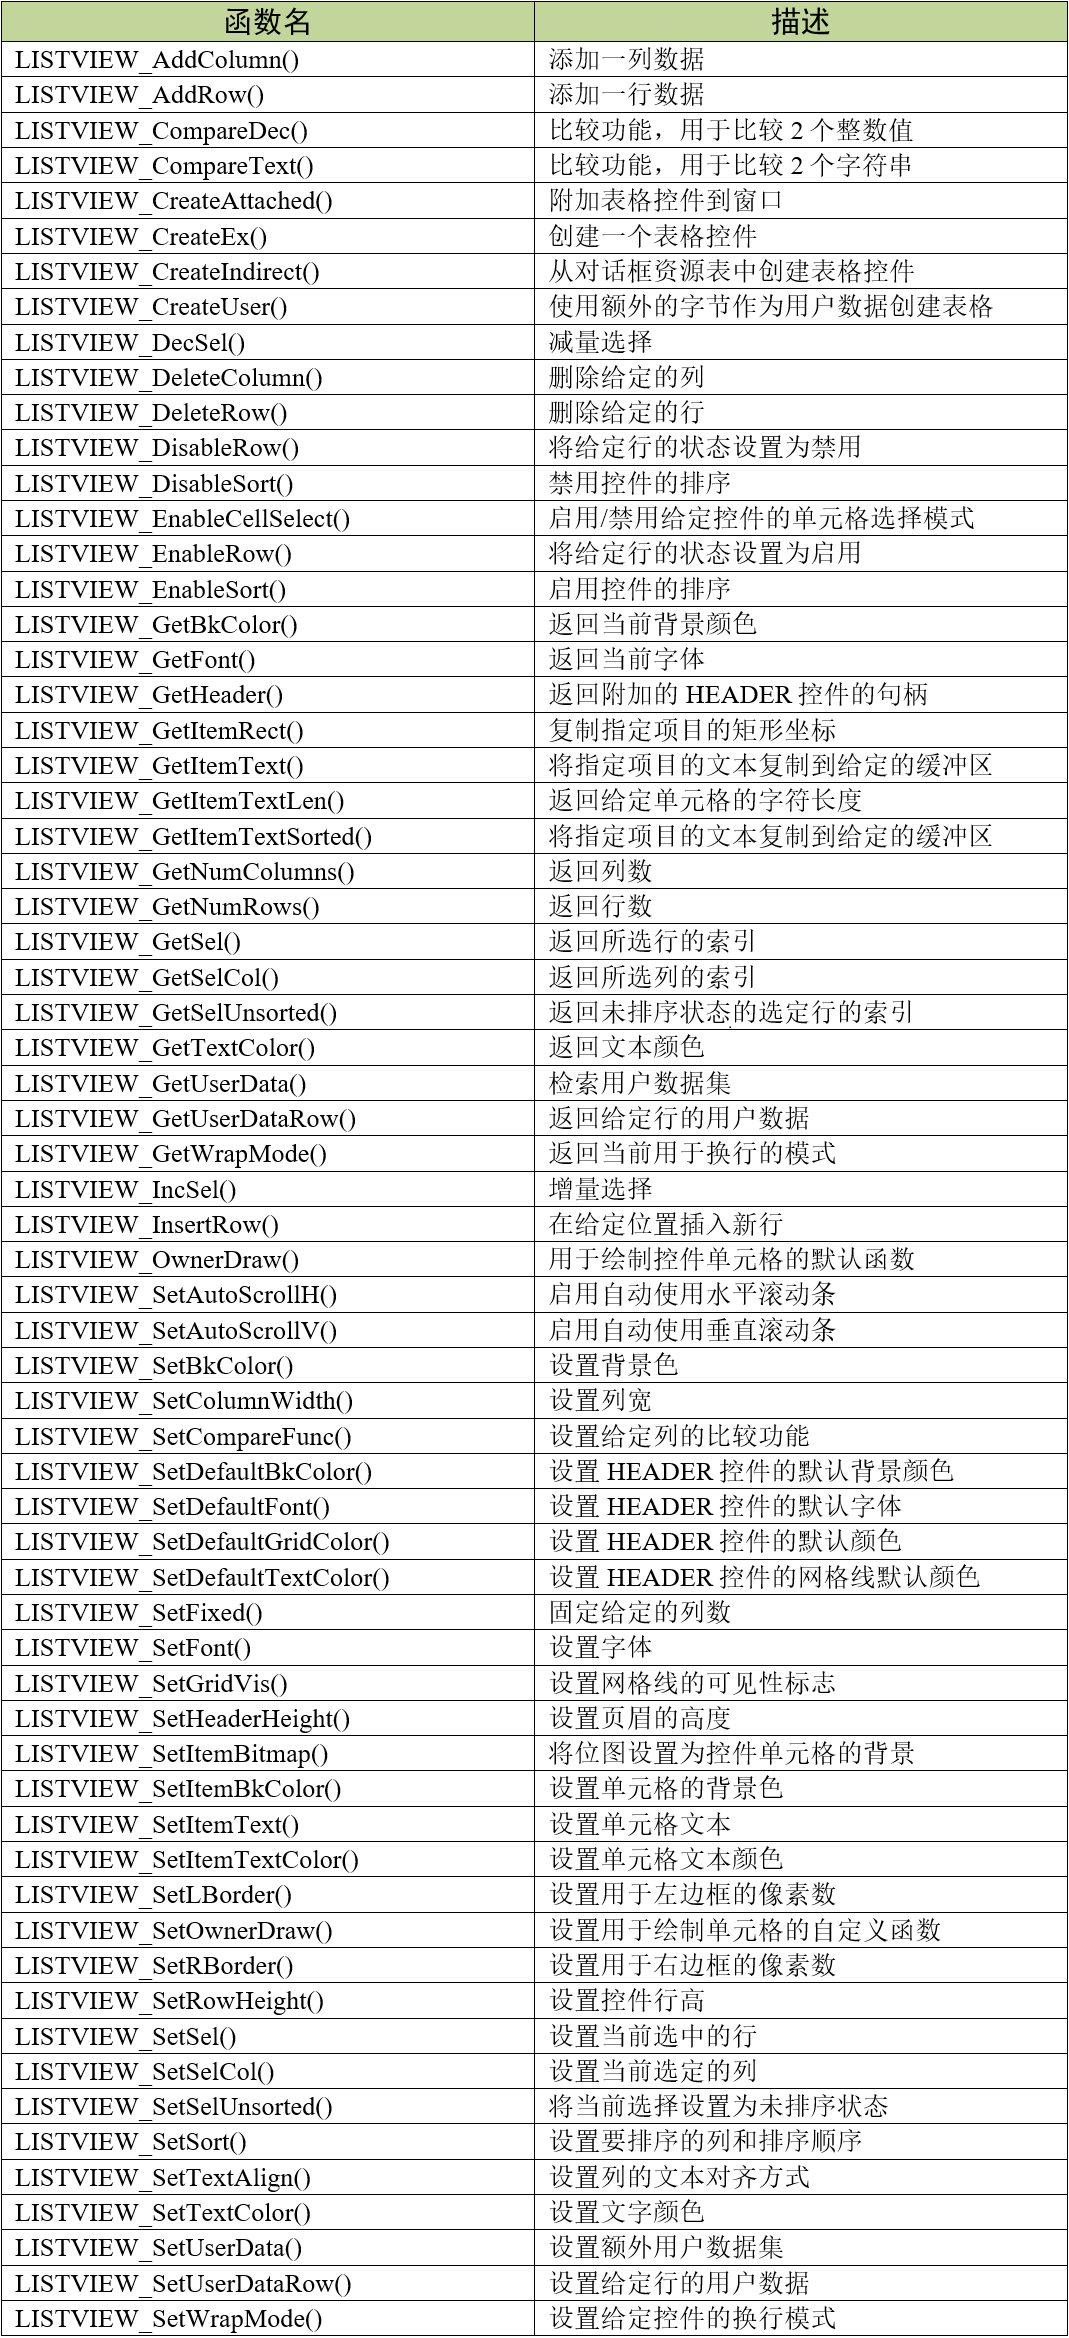 函数名 描述
LISTVIEW_AddColumn() 添加一列数据
LISTVIEW_AddRow() 添加一行数据
LISTVIEW_CompareDec() 比较功能，用于比较 2 个整数值
LISTVIEW_CompareText() 比较功能，用于比较 2 个字符串
LISTVIEW_CreateAttached() 附加表格控件到窗口
LISTVIEW_CreateEx() 创建一个表格控件
LISTVIEW_CreateIndirect() 从对话框资源表中创建表格控件
LISTVIEW_CreateUser() 使用额外的字节作为用户数据创建表格
LISTVIEW_DecSel() 减量选择
LISTVIEW_DeleteColumn() 删除给定的列
LISTVIEW_DeleteRow() 删除给定的行
LISTVIEW_DisableRow() 将给定行的状态设置为禁用
LISTVIEW_DisableSort() 禁用控件的排序
LISTVIEW_EnableCellSelect() 启用/禁用给定控件的单元格选择模式
LISTVIEW_EnableRow() 将给定行的状态设置为启用
LISTVIEW_EnableSort() 启用控件的排序
LISTVIEW_GetBkColor() 返回当前背景颜色
LISTVIEW_GetFont() 返回当前字体
LISTVIEW_GetHeader() 返回附加的 HEADER 控件的句柄
LISTVIEW_GetItemRect() 复制指定项目的矩形坐标
LISTVIEW_GetItemText() 将指定项目的文本复制到给定的缓冲区
LISTVIEW_GetItemTextLen() 返回给定单元格的字符长度
LISTVIEW_GetItemTextSorted() 将指定项目的文本复制到给定的缓冲区
LISTVIEW_GetNumColumns() 返回列数
LISTVIEW_GetNumRows() 返回行数
LISTVIEW_GetSel() 返回所选行的索引
LISTVIEW_GetSelCol() 返回所选列的索引
LISTVIEW_GetSelUnsorted() 返回未排序状态的选定行的索引
LISTVIEW_GetTextColor() 返回文本颜色
LISTVIEW_GetUserData() 检索用户数据集
LISTVIEW_GetUserDataRow() 返回给定行的用户数据
LISTVIEW_GetWrapMode() 返回当前用于换行的模式
LISTVIEW_IncSel() 增量选择
LISTVIEW_InsertRow() 在给定位置插入新行
LISTVIEW_OwnerDraw() 用于绘制控件单元格的默认函数
LISTVIEW_SetAutoScrollH() 启用自动使用水平滚动条
LISTVIEW_SetAutoScrollV() 启用自动使用垂直滚动条
LISTVIEW_SetBkColor() 设置背景色
LISTVIEW_SetColumnWidth() 设置列宽
LISTVIEW_SetCompareFunc() 设置给定列的比较功能
LISTVIEW_SetDefaultBkColor() 设置 HEADER 控件的默认背景颜色
LISTVIEW_SetDefaultFont() 设置 HEADER 控件的默认字体
LISTVIEW_SetDefaultGridColor() 设置 HEADER 控件的默认颜色
LISTVIEW_SetDefaultTextColor() 设置 HEADER 控件的网格线默认颜色
LISTVIEW_SetFixed() 固定给定的列数
LISTVIEW_SetFont() 设置字体
LISTVIEW_SetGridVis() 设置网格线的可见性标志
LISTVIEW_SetHeaderHeight() 设置页眉的高度
LISTVIEW_SetItemBitmap() 将位图设置为控件单元格的背景
LISTVIEW_SetItemBkColor() 设置单元格的背景色
LISTVIEW_SetItemText() 设置单元格文本
LISTVIEW_SetItemTextColor() 设置单元格文本颜色
LISTVIEW_SetLBorder() 设置用于左边框的像素数
LISTVIEW_SetOwnerDraw() 设置用于绘制单元格的自定义函数
LISTVIEW_SetRBorder() 设置用于右边框的像素数
LISTVIEW_SetRowHeight() 设置控件行高
LISTVIEW_SetSel() 设置当前选中的行
LISTVIEW_SetSelCol() 设置当前选定的列
LISTVIEW_SetSelUnsorted() 将当前选择设置为未排序状态
LISTVIEW_SetSort() 设置要排序的列和排序顺序
LISTVIEW_SetTextAlign() 设置列的文本对齐方式
LISTVIEW_SetTextColor() 设置文字颜色
LISTVIEW_SetUserData() 设置额外用户数据集
LISTVIEW_SetUserDataRow() 设置给定行的用户数据
LISTVIEW_SetWrapMode() 设置给定控件的换行模式